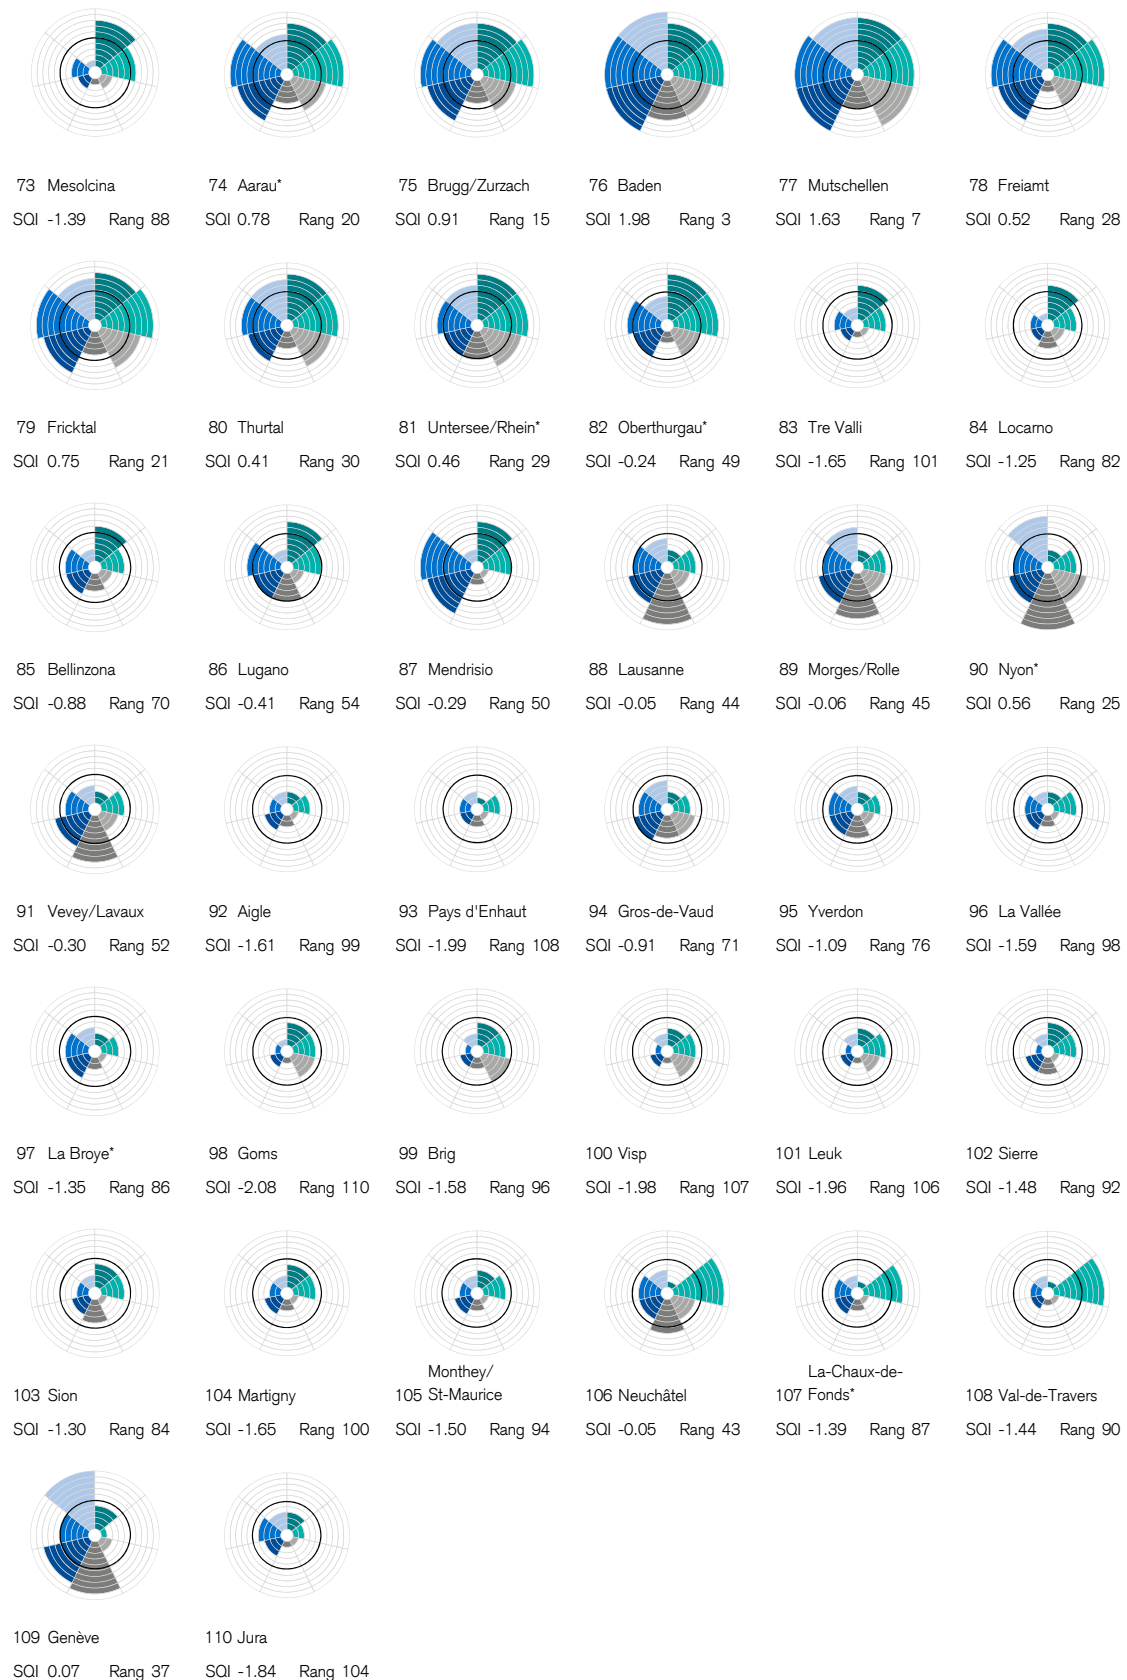 73 Mesolcina 74 Aarau* 75 Brugg/Zurzach 76 Baden 77 Mutschellen 78 Freiamt
SQI -1.39 Rang 88 SQI 0.78 Rang 20 SQI 0.91 Rang 15 SQI 1.98 Rang 3 SQI 1.63 Rang 7 SQI 0.52 Rang 28
79 Fricktal 80 Thurtal 81 Untersee/Rhein* 82 Oberthurgau* 83 Tre Valli 84 Locarno
SQI 0.75 Rang 21 SQI 0.41 Rang 30 SQI 0.46 Rang 29 SQI -0.24 Rang 49 SQI -1.65 Rang 101 SQI -1.25 Rang 82
85 Bellinzona 86 Lugano 87 Mendrisio 88 Lausanne 89 Morges/Rolle 90 Nyon*
SQI -0.88 Rang 70 SQI -0.41 Rang 54 SQI -0.29 Rang 50 SQI -0.05 Rang 44 SQI -0.06 Rang 45 SQI 0.56 Rang 25
91 Vevey/Lavaux 92 Aigle 93 Pays d'Enhaut 94 Gros-de-Vaud 95 Yverdon 96 La Vallée
SQI -0.30 Rang 52 SQI -1.61 Rang 99 SQI -1.99 Rang 108 SQI -0.91 Rang 71 SQI -1.09 Rang 76 SQI -1.59 Rang 98
97 La Broye* 98 Goms 99 Brig 100 Visp 101 Leuk 102 Sierre
SQI -1.35 Rang 86 SQI -2.08 Rang 110 SQI -1.58 Rang 96 SQI -1.98 Rang 107 SQI -1.96 Rang 106 SQI -1.48 Rang 92
Monthey/ La-Chaux-de-
103 Sion 104 Martigny 105 St-Maurice 106 Neuchâtel 107 Fonds* 108 Val-de-Travers
SQI -1.30 Rang 84 SQI -1.65 Rang 100 SQI -1.50 Rang 94 SQI -0.05 Rang 43 SQI -1.39 Rang 87 SQI -1.44 Rang 90
109 Genève 110 Jura
SQI 0.07 Rang 37 SQI -1.84 Rang 104